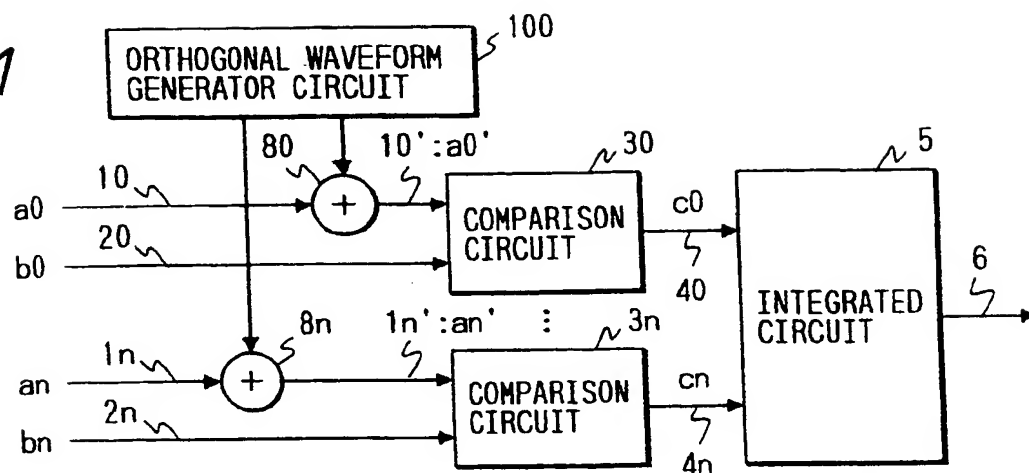 1
ORTHOGONAL WAVEFORM
GENERATOR CIRCUIT
100
80
10':a0'
30
5
10
a0
+
COMPARISON
CIRCUIT
c0
20
b0
40
INTEGRATED
CIRCUIT
6
8n
1n':an'
⋮
3n
1n
an
+
COMPARISON
CIRCUIT
cn
2n
bn
4n